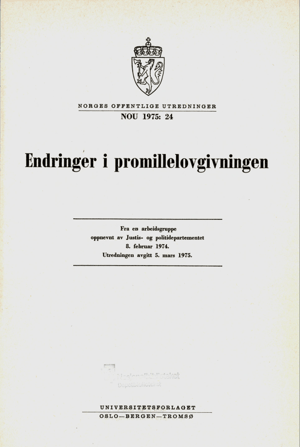 NORGES OFFENTLIGE UTREDNINGER
NOU 1975: 24
Endringer i promillelovgivningen
Fra en arbeidsgruppe
oppnevnt av Justis- og politidepartementet
8. februar 1974.
Utredningen avgitt 5. mars 1975.
UNIVERSITETSFORLAGET
OSLO—BERGEN—TROMSØ